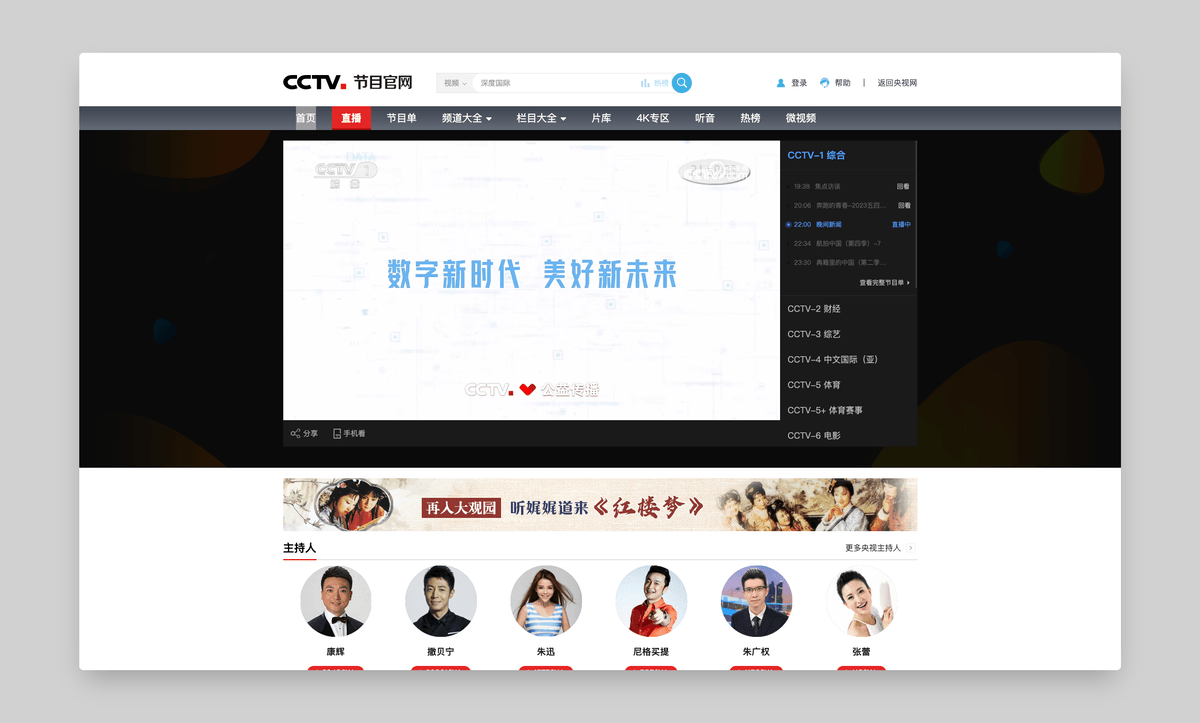 CCTV. 节目官网
视频 深度国际 热榜
登录 帮助 | 返回央视网
首页 直播 节目单 频道大全 栏目大全 片库 4K专区 听音 热榜 微视频
DATA
CCTV 1
综合
数字新时代 美好新未来
CCTV. 公益传播
CCTV-1 综合
19:38 焦点访谈 回看
20:06 奔跑的青春-2023五四... 回看
22:00 晚间新闻 直播中
22:34 航拍中国（第四季）-7
23:30 典籍里的中国（第二季...
查看完整节目单
CCTV-2 财经
CCTV-3 综艺
CCTV-4 中文国际（亚）
CCTV-5 体育
CCTV-5+ 体育赛事
CCTV-6 电影
分享 手机看
再入大观园 听娓娓道来《红楼梦》
主持人 更多央视主持人
康辉 撒贝宁 朱迅 尼格买提 朱广权 张蕾